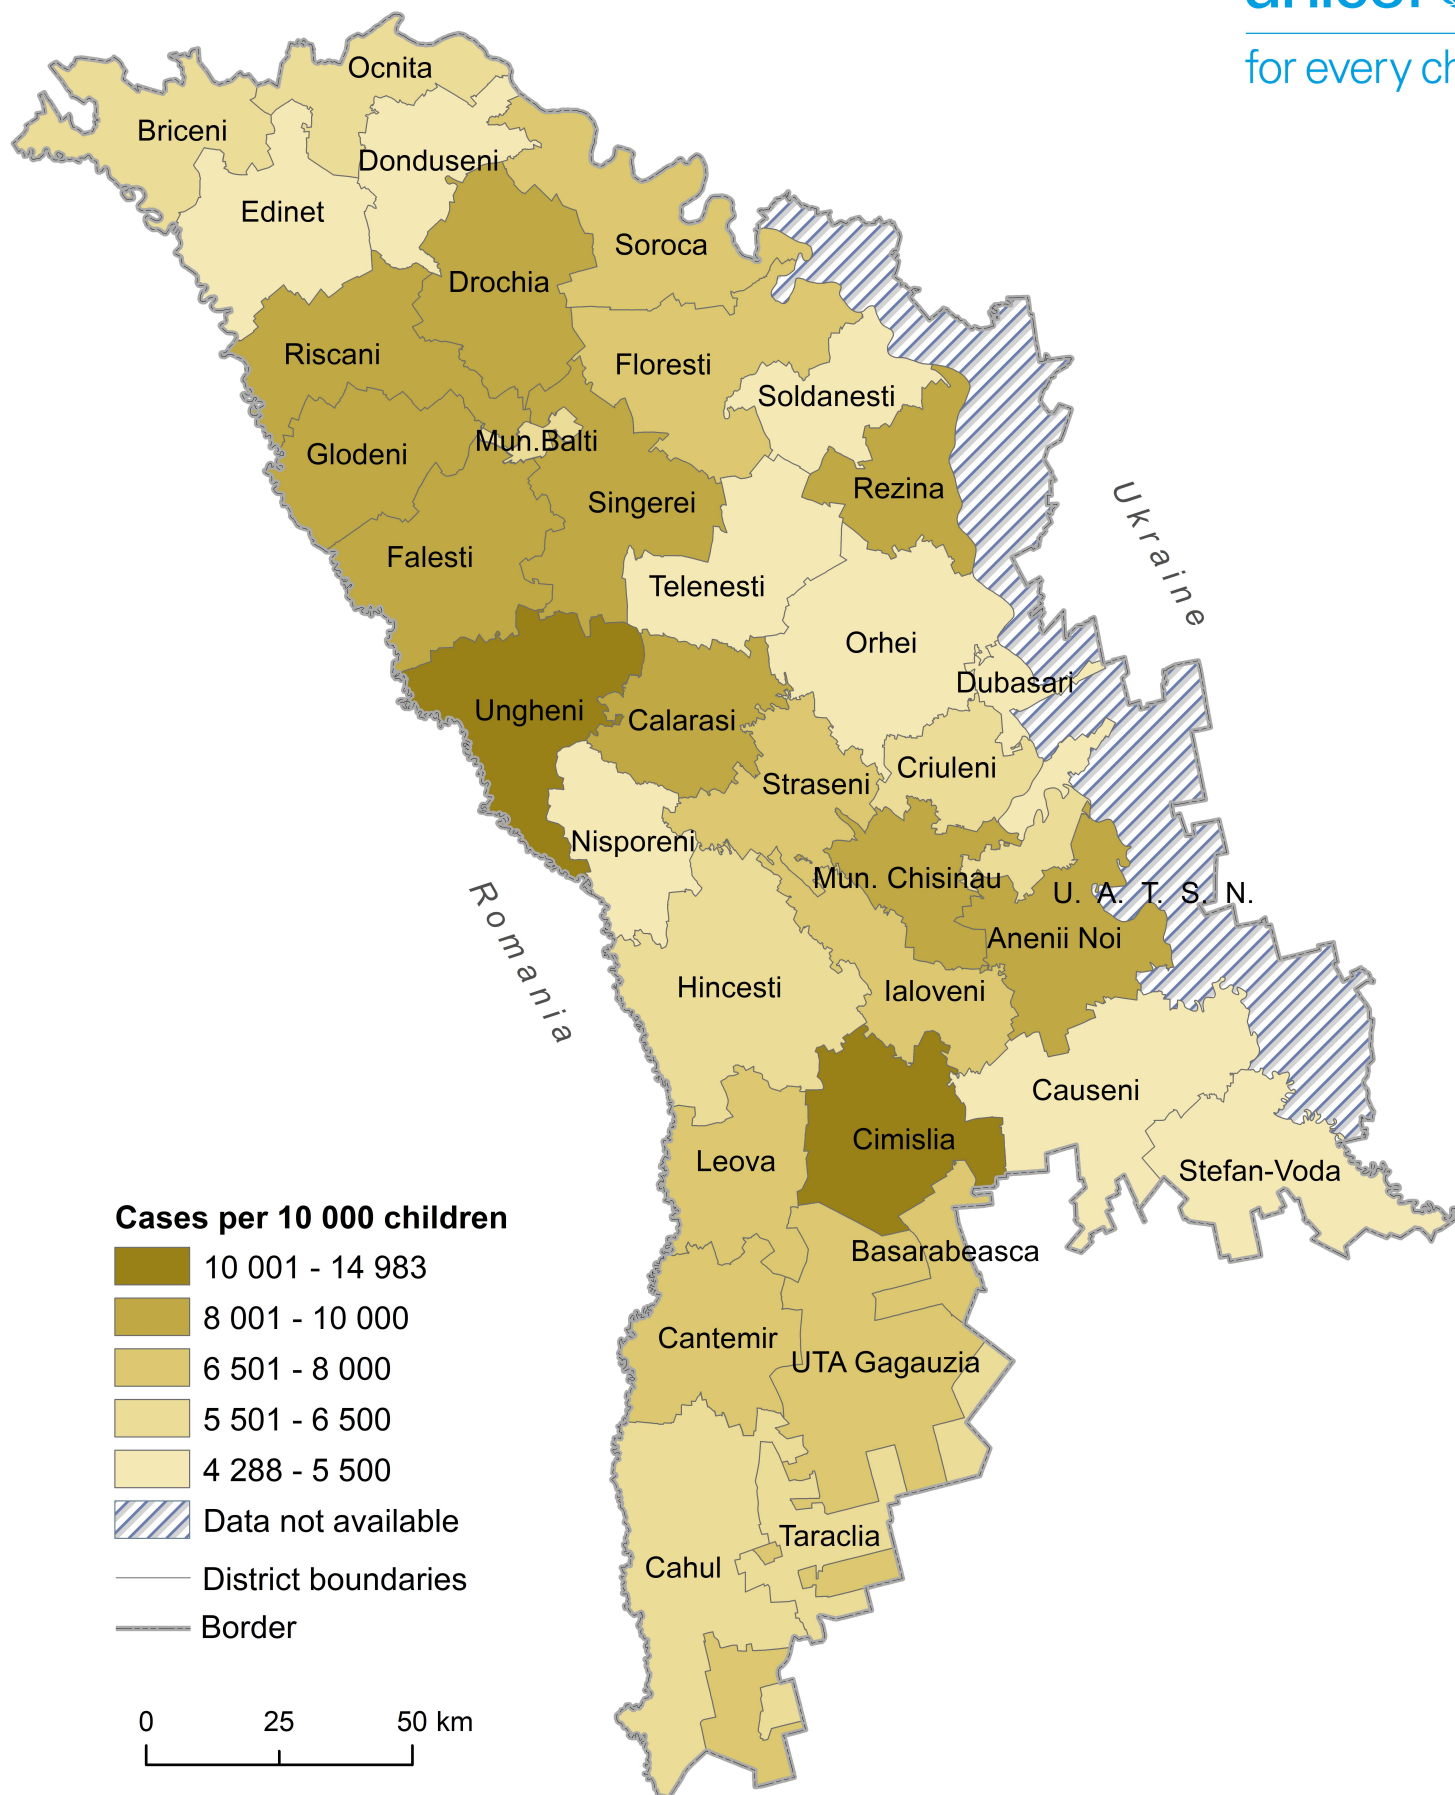 for every ch
Ocnita
Briceni
Donduseni
Edinet
Soroca
Drochia
Riscani
Floresti
Soldanesti
Mun.Balti
Glodeni
Rezina
Singerei
Ukraine
Falesti
Telenesti
Orhei
Dubasari
Ungheni
Calarasi
Criuleni
Straseni
Nisporeni
Mun. Chisinau
U. A. T. S. N.
Romania
Anenii Noi
Hincesti
Ialoveni
Causeni
Cimislia
Leova
Stefan-Voda
Basarabeasca
Cantemir
UTA Gagauzia
Taraclia
Cahul
Cases per 10 000 children
10 001 - 14 983
8 001 - 10 000
6 501 - 8 000
5 501 - 6 500
4 288 - 5 500
Data not available
District boundaries
Border
0 25 50 km